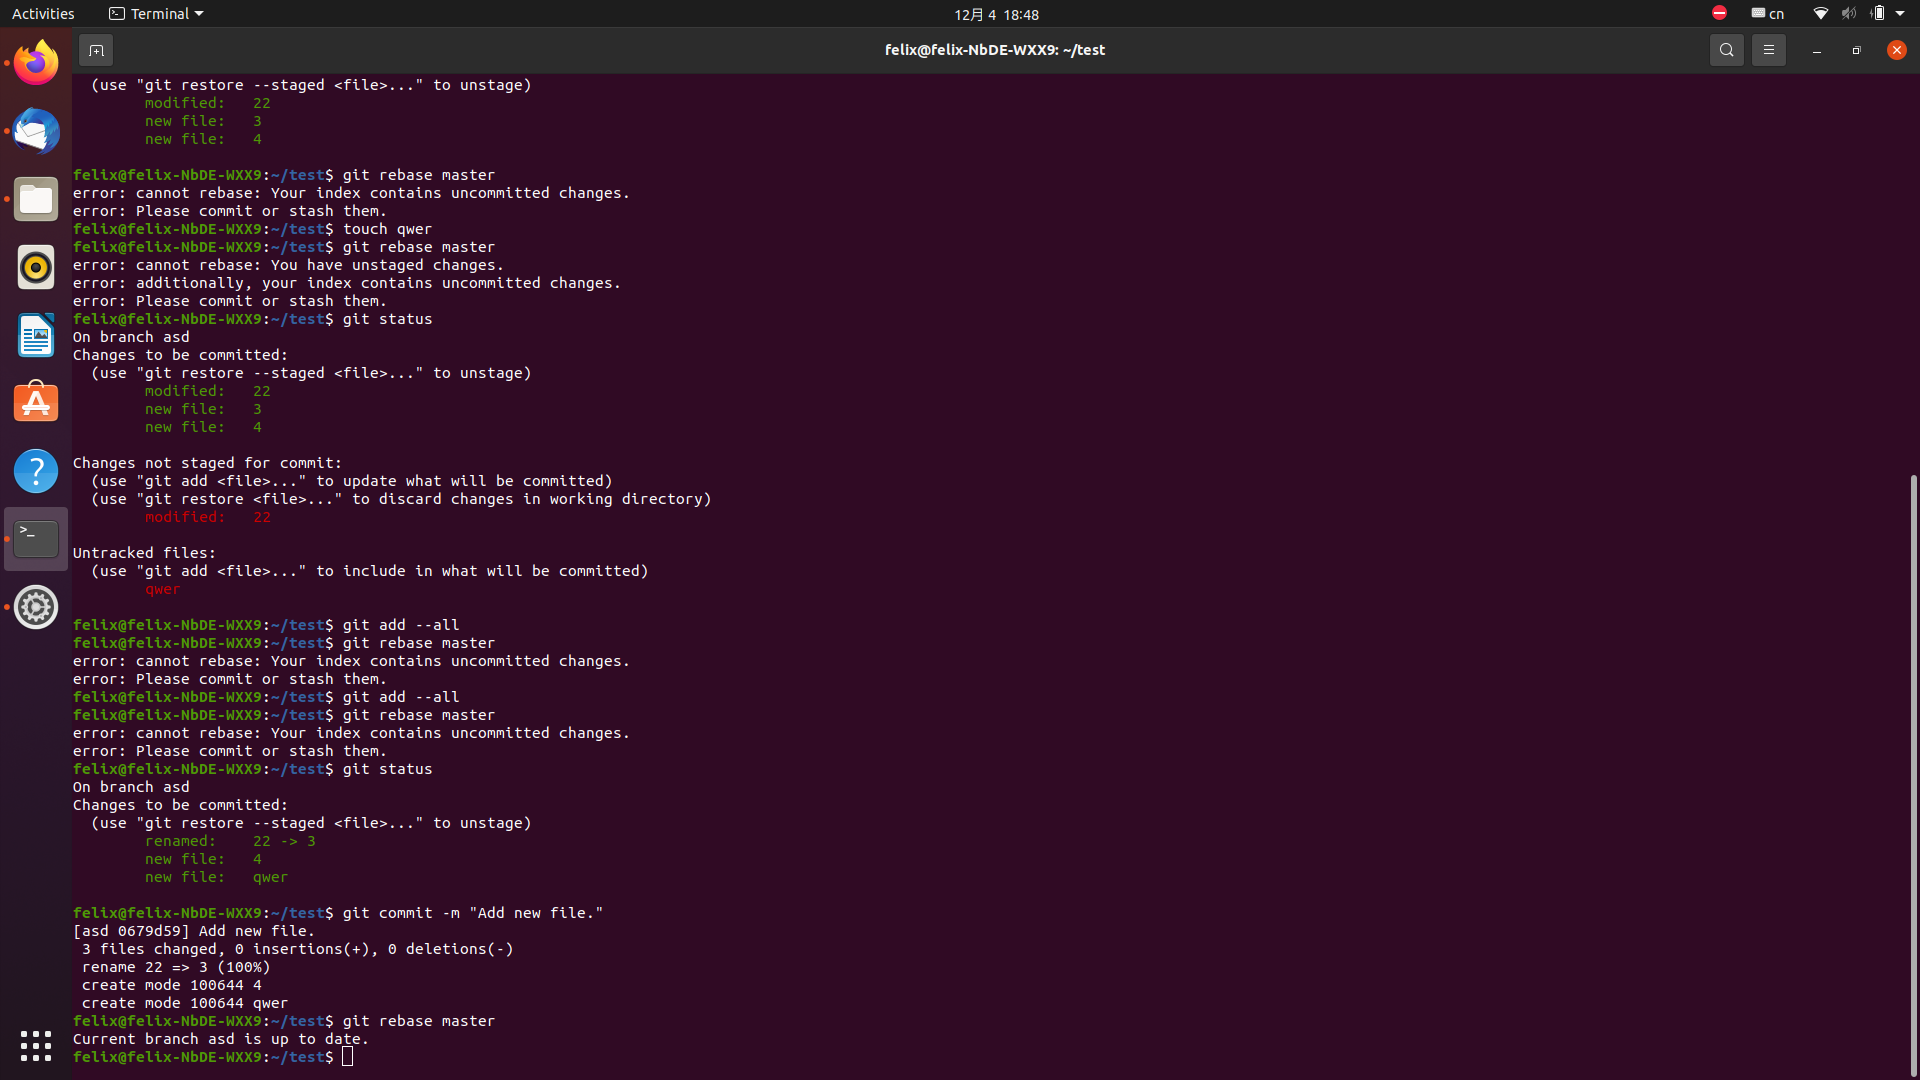 Activities
Terminal
12月 4  18:48
cn
felix@felix-NbDE-WXX9: ~/test
  (use "git restore --staged <file>..." to unstage)
        modified:   22
        new file:   3
        new file:   4
felix@felix-NbDE-WXX9:~/test$ git rebase master
error: cannot rebase: Your index contains uncommitted changes.
error: Please commit or stash them.
felix@felix-NbDE-WXX9:~/test$ touch qwer
felix@felix-NbDE-WXX9:~/test$ git rebase master
error: cannot rebase: You have unstaged changes.
error: additionally, your index contains uncommitted changes.
error: Please commit or stash them.
felix@felix-NbDE-WXX9:~/test$ git status
On branch asd
Changes to be committed:
  (use "git restore --staged <file>..." to unstage)
        modified:   22
        new file:   3
        new file:   4
Changes not staged for commit:
  (use "git add <file>..." to update what will be committed)
  (use "git restore <file>..." to discard changes in working directory)
        modified:   22
Untracked files:
  (use "git add <file>..." to include in what will be committed)
        qwer
felix@felix-NbDE-WXX9:~/test$ git add --all
felix@felix-NbDE-WXX9:~/test$ git rebase master
error: cannot rebase: Your index contains uncommitted changes.
error: Please commit or stash them.
felix@felix-NbDE-WXX9:~/test$ git add --all
felix@felix-NbDE-WXX9:~/test$ git rebase master
error: cannot rebase: Your index contains uncommitted changes.
error: Please commit or stash them.
felix@felix-NbDE-WXX9:~/test$ git status
On branch asd
Changes to be committed:
  (use "git restore --staged <file>..." to unstage)
        renamed:    22 -> 3
        new file:   4
        new file:   qwer
felix@felix-NbDE-WXX9:~/test$ git commit -m "Add new file."
[asd 0679d59] Add new file.
 3 files changed, 0 insertions(+), 0 deletions(-)
 rename 22 => 3 (100%)
 create mode 100644 4
 create mode 100644 qwer
felix@felix-NbDE-WXX9:~/test$ git rebase master
Current branch asd is up to date.
felix@felix-NbDE-WXX9:~/test$